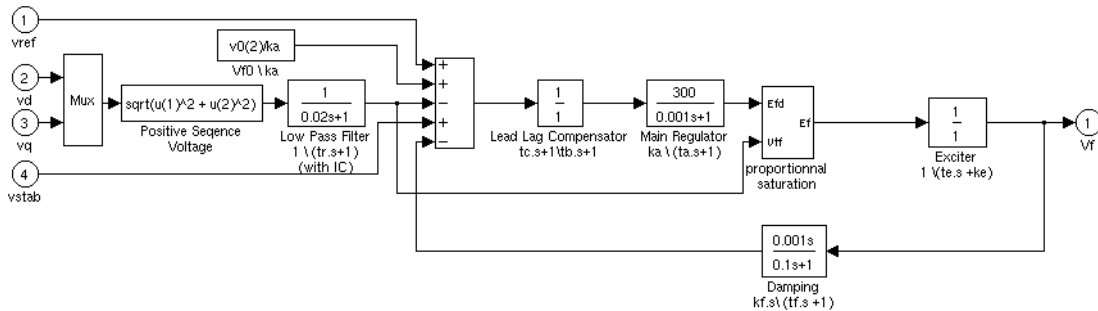 1
vref
v0(2)/ka
Vf0 \ ka
2
vd
3
vq
4
vstab
Mux
sqrt(u(1)^2 + u(2)^2)
Positive Seqence
Voltage
1
0.02s+1
Low Pass Filter
1 \ (tr.s+1)
(with IC)
+
+
−
+
−
1
1
Lead Lag Compensator
tc.s+1\tb.s+1
300
0.001s+1
Main Regulator
ka \ (ta.s+1)
Efd
Ef
Vtf
proportionnal
saturation
1
1
Exciter
1 \(te.s +ke)
1
Vf
0.001s
0.1s+1
Damping
kf.s\ (tf.s +1)